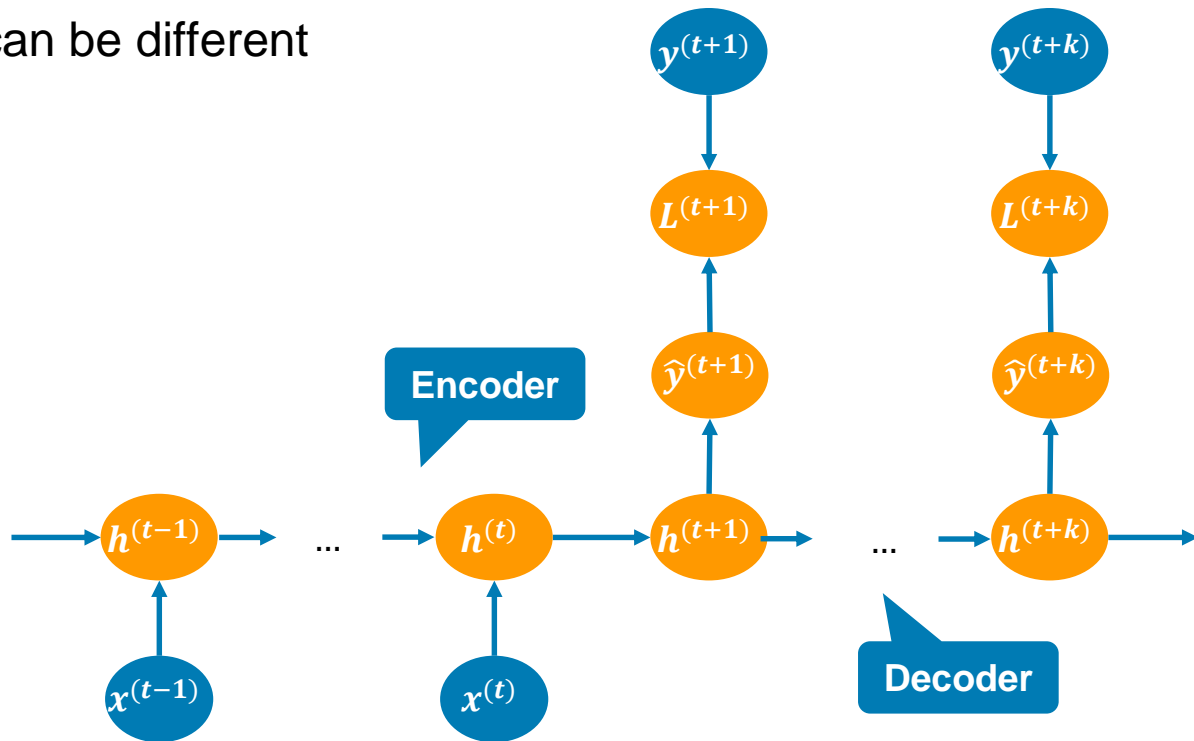 can be different
y^(t+1) y^(t+k)
L^(t+1) L^(t+k)
ŷ^(t+1) ŷ^(t+k)
Encoder
h^(t−1) ... h^(t) h^(t+1) ... h^(t+k)
x^(t−1) x^(t)
Decoder